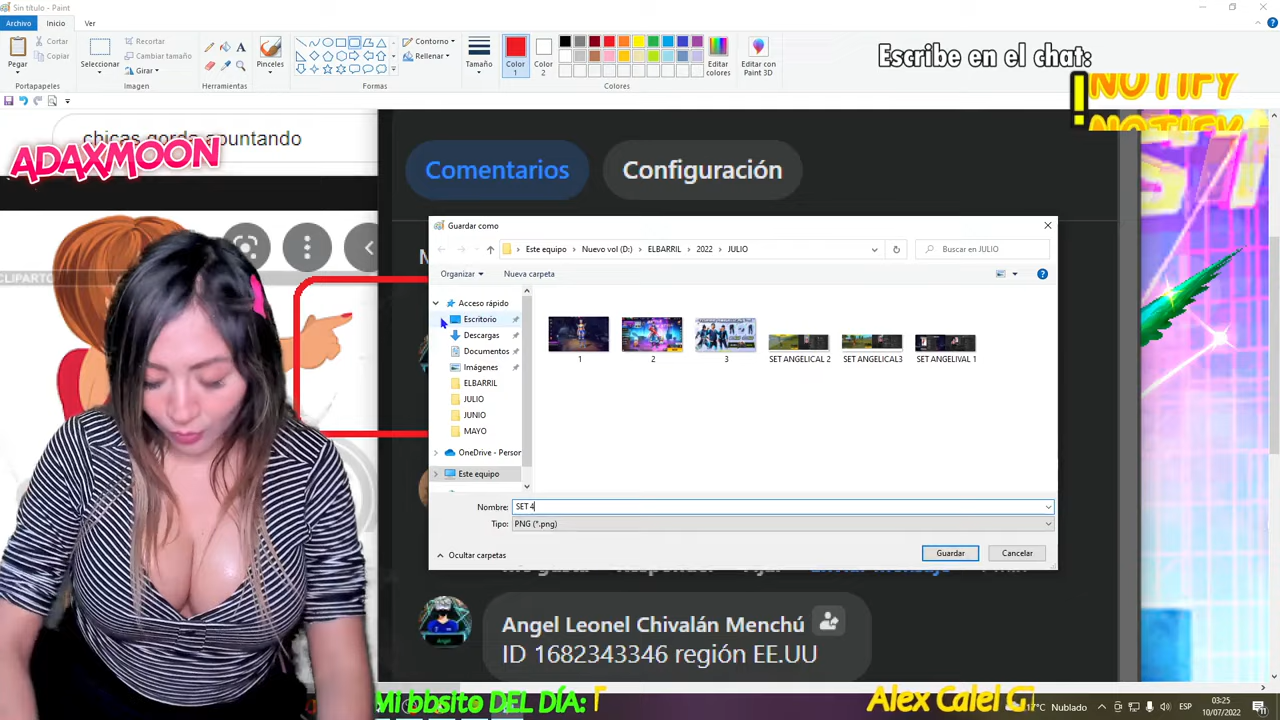 Sin título - Paint
Archivo Inicio Ver
Pegar
Cortar
Copiar
Portapapeles
Seleccionar
Recortar
Cambiar tamaño
Girar
Imagen
Herramientas
Pinceles
Contorno
Rellenar
Formas
Tamaño
Color 1
Color 2
Editar colores
Editar con Paint 3D
Colores
Escribe en el chat:
!NOTIFY
NOTIFY
chicas gorda apuntando
ADAXMOON
CLIPARTO
Comentarios Configuración
Guardar como
Este equipo > Nuevo vol (D:) > ELBARRIL > 2022 > JULIO
Buscar en JULIO
Organizar Nueva carpeta
Acceso rápido
Escritorio
Descargas
Documentos
Imágenes
ELBARRIL
JULIO
JUNIO
MAYO
OneDrive - Person
Este equipo
1 2 3 SET ANGELICAL 2 SET ANGELICAL3 SET ANGELIVAL 1
Nombre: SET 4
Tipo: PNG (*.png)
Ocultar carpetas
Guardar Cancelar
Angel Leonel Chivalán Menchú
ID 1682343346 región EE.UU
Mi bbsito DEL DÍA:
Alex Calel G
17°C Nublado
ESP
03:25
10/07/2022